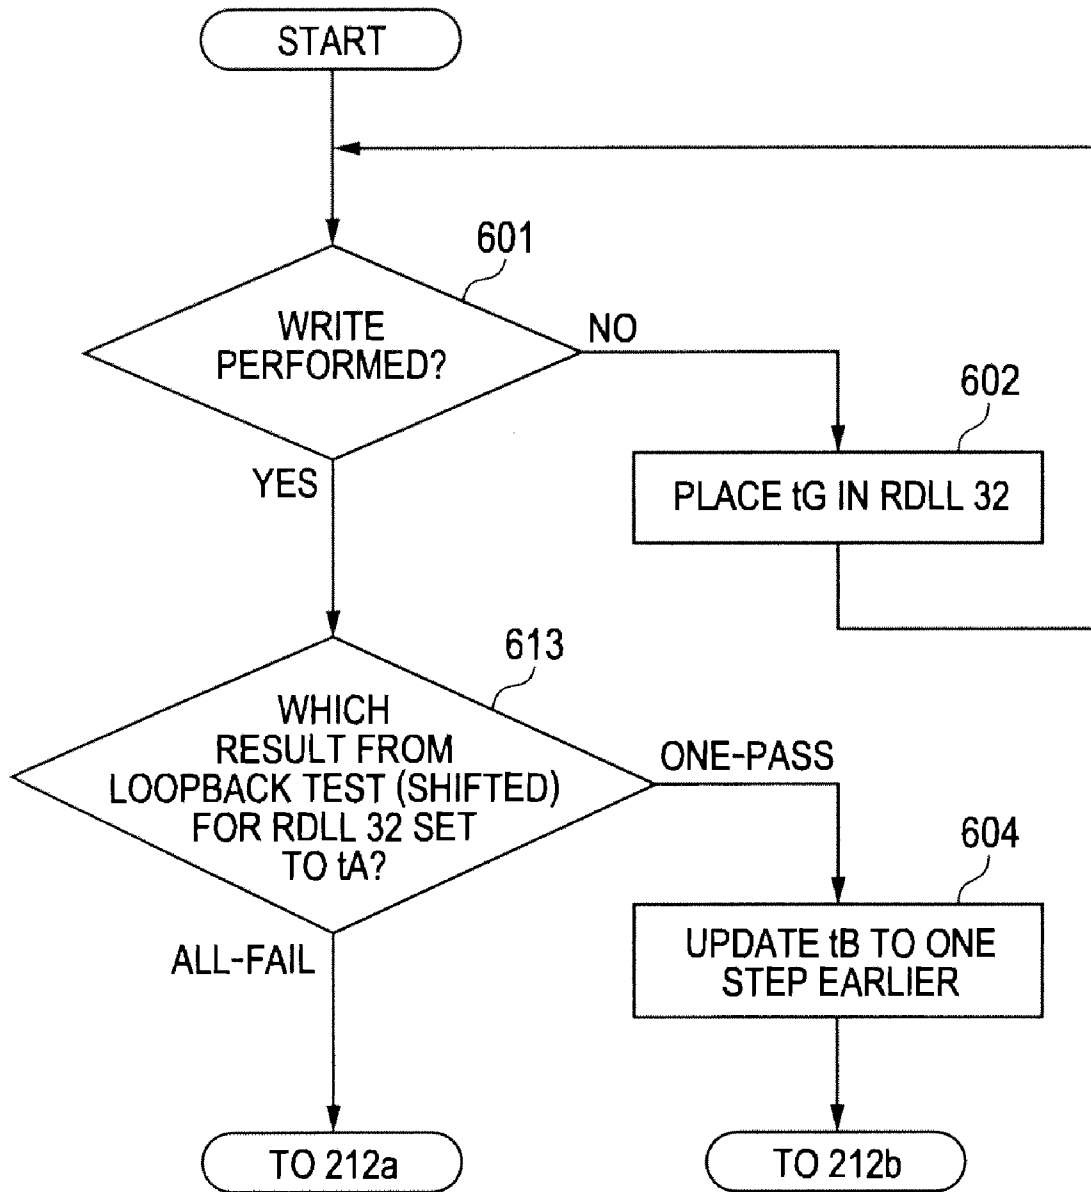 START
601
WRITE
PERFORMED?
NO
YES
602
PLACE tG IN RDLL 32
613
WHICH
RESULT FROM
LOOPBACK TEST (SHIFTED)
FOR RDLL 32 SET
TO tA?
ONE-PASS
ALL-FAIL
604
UPDATE tB TO ONE
STEP EARLIER
TO 212a
TO 212b